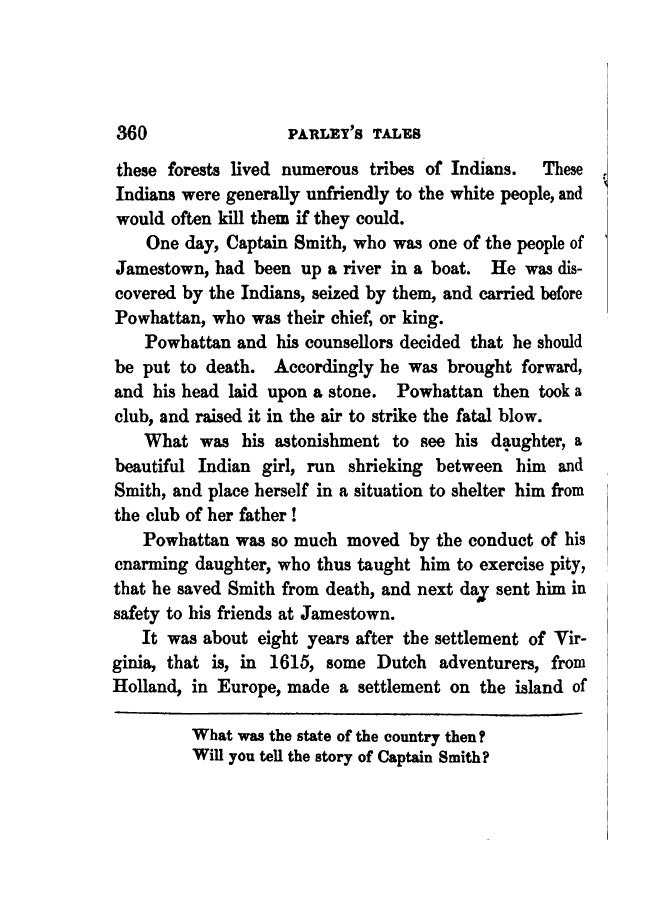 360 PARLEY'S TALES
these forests lived numerous tribes of Indians. These
Indians were generally unfriendly to the white people, and
would often kill them if they could.
One day, Captain Smith, who was one of the people of
Jamestown, had been up a river in a boat. He was dis-
covered by the Indians, seized by them, and carried before
Powhattan, who was their chief, or king.
Powhattan and his counsellors decided that he should
be put to death. Accordingly he was brought forward,
and his head laid upon a stone. Powhattan then took a
club, and raised it in the air to strike the fatal blow.
What was his astonishment to see his daughter, a
beautiful Indian girl, run shrieking between him and
Smith, and place herself in a situation to shelter him from
the club of her father !
Powhattan was so much moved by the conduct of his
cnarming daughter, who thus taught him to exercise pity,
that he saved Smith from death, and next day sent him in
safety to his friends at Jamestown.
It was about eight years after the settlement of Vir-
ginia, that is, in 1615, some Dutch adventurers, from
Holland, in Europe, made a settlement on the island of
What was the state of the country then?
Will you tell the story of Captain Smith?